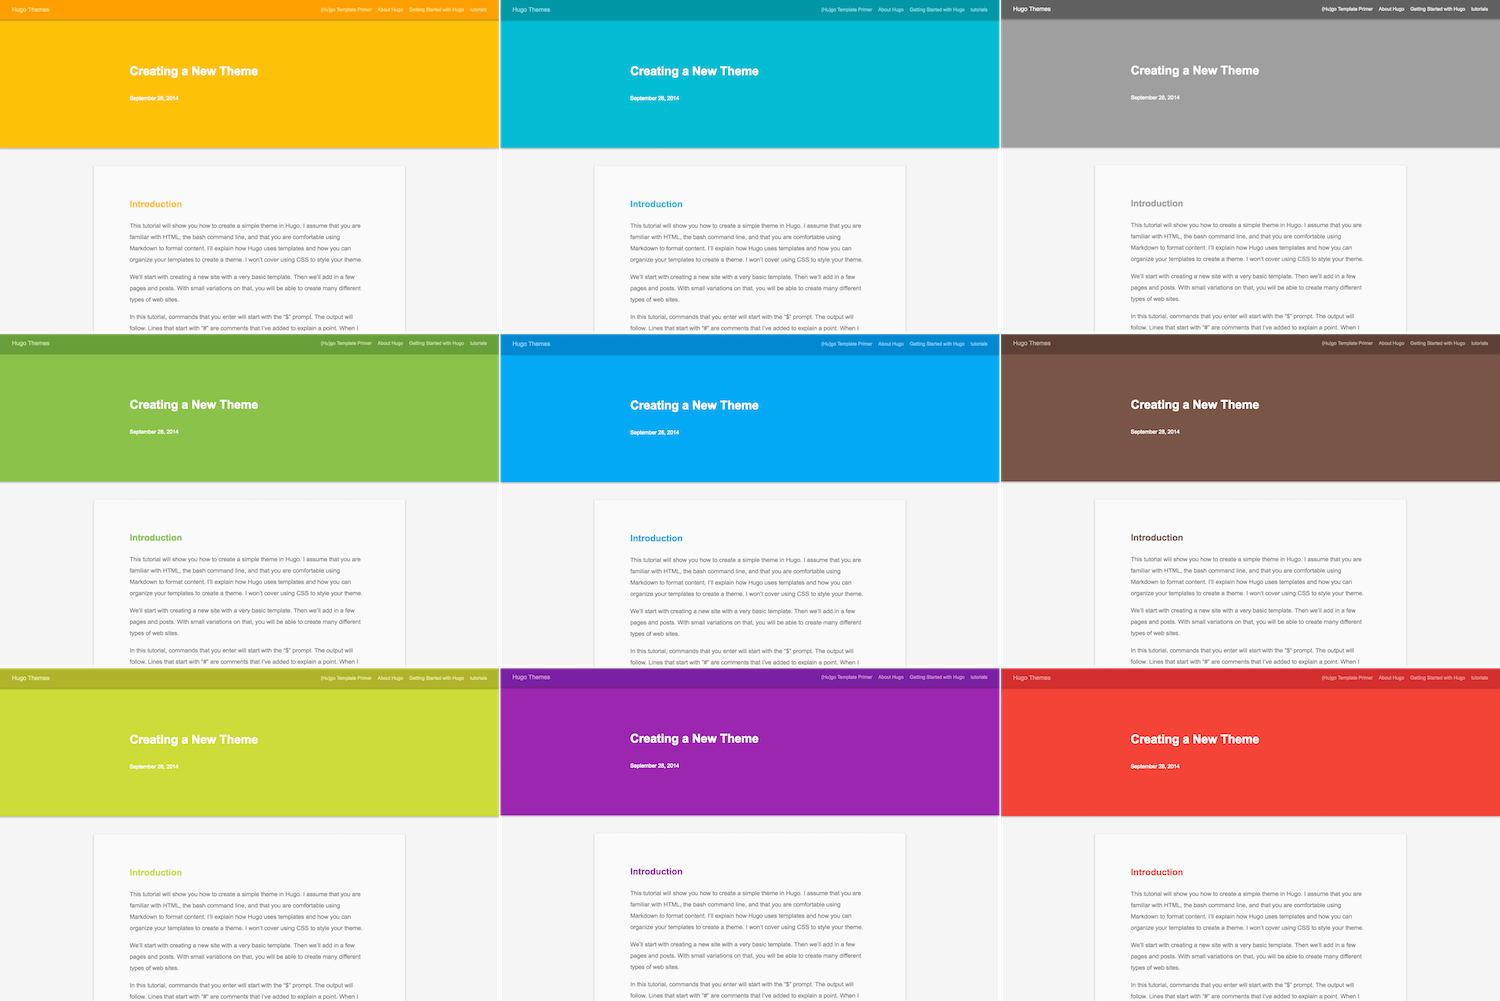 Hugo Themes
(Hu)go Template Primer About Hugo Getting Started with Hugo tutorials
Creating a New Theme
September 28, 2014
Introduction
This tutorial will show you how to create a simple theme in Hugo. I assume that you are
familiar with HTML, the bash command line, and that you are comfortable using
Markdown to format content. I'll explain how Hugo uses templates and how you can
organize your templates to create a theme. I won't cover using CSS to style your theme.
We'll start with creating a new site with a very basic template. Then we'll add in a few
pages and posts. With small variations on that, you will be able to create many different
types of web sites.
In this tutorial, commands that you enter will start with the "$" prompt. The output will
follow. Lines that start with "#" are comments that I've added to explain a point. When I
Hugo Themes
(Hu)go Template Primer About Hugo Getting Started with Hugo tutorials
Creating a New Theme
September 28, 2014
Introduction
This tutorial will show you how to create a simple theme in Hugo. I assume that you are
familiar with HTML, the bash command line, and that you are comfortable using
Markdown to format content. I'll explain how Hugo uses templates and how you can
organize your templates to create a theme. I won't cover using CSS to style your theme.
We'll start with creating a new site with a very basic template. Then we'll add in a few
pages and posts. With small variations on that, you will be able to create many different
types of web sites.
In this tutorial, commands that you enter will start with the "$" prompt. The output will
follow. Lines that start with "#" are comments that I've added to explain a point. When I
Hugo Themes
(Hu)go Template Primer About Hugo Getting Started with Hugo tutorials
Creating a New Theme
September 28, 2014
Introduction
This tutorial will show you how to create a simple theme in Hugo. I assume that you are
familiar with HTML, the bash command line, and that you are comfortable using
Markdown to format content. I'll explain how Hugo uses templates and how you can
organize your templates to create a theme. I won't cover using CSS to style your theme.
We'll start with creating a new site with a very basic template. Then we'll add in a few
pages and posts. With small variations on that, you will be able to create many different
types of web sites.
In this tutorial, commands that you enter will start with the "$" prompt. The output will
follow. Lines that start with "#" are comments that I've added to explain a point. When I
Hugo Themes
(Hu)go Template Primer About Hugo Getting Started with Hugo tutorials
Creating a New Theme
September 28, 2014
Introduction
This tutorial will show you how to create a simple theme in Hugo. I assume that you are
familiar with HTML, the bash command line, and that you are comfortable using
Markdown to format content. I'll explain how Hugo uses templates and how you can
organize your templates to create a theme. I won't cover using CSS to style your theme.
We'll start with creating a new site with a very basic template. Then we'll add in a few
pages and posts. With small variations on that, you will be able to create many different
types of web sites.
In this tutorial, commands that you enter will start with the "$" prompt. The output will
follow. Lines that start with "#" are comments that I've added to explain a point. When I
Hugo Themes
(Hu)go Template Primer About Hugo Getting Started with Hugo tutorials
Creating a New Theme
September 28, 2014
Introduction
This tutorial will show you how to create a simple theme in Hugo. I assume that you are
familiar with HTML, the bash command line, and that you are comfortable using
Markdown to format content. I'll explain how Hugo uses templates and how you can
organize your templates to create a theme. I won't cover using CSS to style your theme.
We'll start with creating a new site with a very basic template. Then we'll add in a few
pages and posts. With small variations on that, you will be able to create many different
types of web sites.
In this tutorial, commands that you enter will start with the "$" prompt. The output will
follow. Lines that start with "#" are comments that I've added to explain a point. When I
Hugo Themes
(Hu)go Template Primer About Hugo Getting Started with Hugo tutorials
Creating a New Theme
September 28, 2014
Introduction
This tutorial will show you how to create a simple theme in Hugo. I assume that you are
familiar with HTML, the bash command line, and that you are comfortable using
Markdown to format content. I'll explain how Hugo uses templates and how you can
organize your templates to create a theme. I won't cover using CSS to style your theme.
We'll start with creating a new site with a very basic template. Then we'll add in a few
pages and posts. With small variations on that, you will be able to create many different
types of web sites.
In this tutorial, commands that you enter will start with the "$" prompt. The output will
follow. Lines that start with "#" are comments that I've added to explain a point. When I
Hugo Themes
(Hu)go Template Primer About Hugo Getting Started with Hugo tutorials
Creating a New Theme
September 28, 2014
Introduction
This tutorial will show you how to create a simple theme in Hugo. I assume that you are
familiar with HTML, the bash command line, and that you are comfortable using
Markdown to format content. I'll explain how Hugo uses templates and how you can
organize your templates to create a theme. I won't cover using CSS to style your theme.
We'll start with creating a new site with a very basic template. Then we'll add in a few
pages and posts. With small variations on that, you will be able to create many different
types of web sites.
In this tutorial, commands that you enter will start with the "$" prompt. The output will
follow. Lines that start with "#" are comments that I've added to explain a point. When I
Hugo Themes
(Hu)go Template Primer About Hugo Getting Started with Hugo tutorials
Creating a New Theme
September 28, 2014
Introduction
This tutorial will show you how to create a simple theme in Hugo. I assume that you are
familiar with HTML, the bash command line, and that you are comfortable using
Markdown to format content. I'll explain how Hugo uses templates and how you can
organize your templates to create a theme. I won't cover using CSS to style your theme.
We'll start with creating a new site with a very basic template. Then we'll add in a few
pages and posts. With small variations on that, you will be able to create many different
types of web sites.
In this tutorial, commands that you enter will start with the "$" prompt. The output will
follow. Lines that start with "#" are comments that I've added to explain a point. When I
Hugo Themes
(Hu)go Template Primer About Hugo Getting Started with Hugo tutorials
Creating a New Theme
September 28, 2014
Introduction
This tutorial will show you how to create a simple theme in Hugo. I assume that you are
familiar with HTML, the bash command line, and that you are comfortable using
Markdown to format content. I'll explain how Hugo uses templates and how you can
organize your templates to create a theme. I won't cover using CSS to style your theme.
We'll start with creating a new site with a very basic template. Then we'll add in a few
pages and posts. With small variations on that, you will be able to create many different
types of web sites.
In this tutorial, commands that you enter will start with the "$" prompt. The output will
follow. Lines that start with "#" are comments that I've added to explain a point. When I